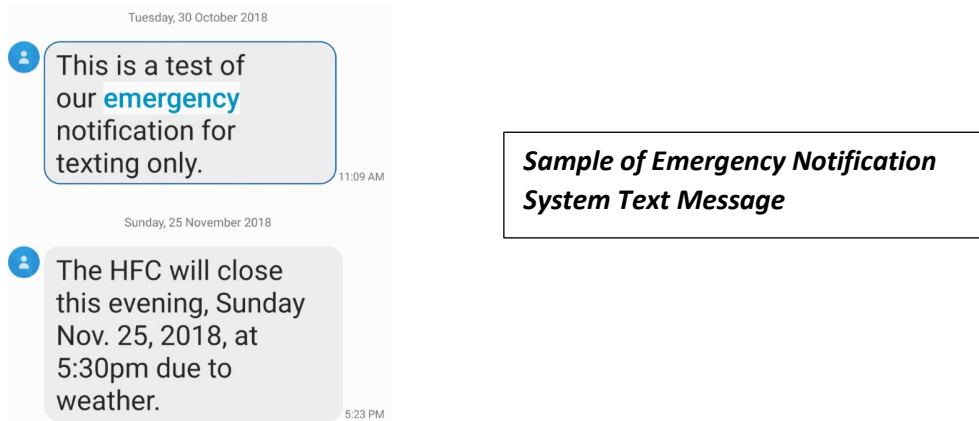 Tuesday, 30 October 2018
This is a test of
our emergency
notification for
texting only.
11:09 AM
Sunday, 25 November 2018
The HFC will close
this evening, Sunday
Nov. 25, 2018, at
5:30pm due to
weather.
5:23 PM
Sample of Emergency Notification
System Text Message